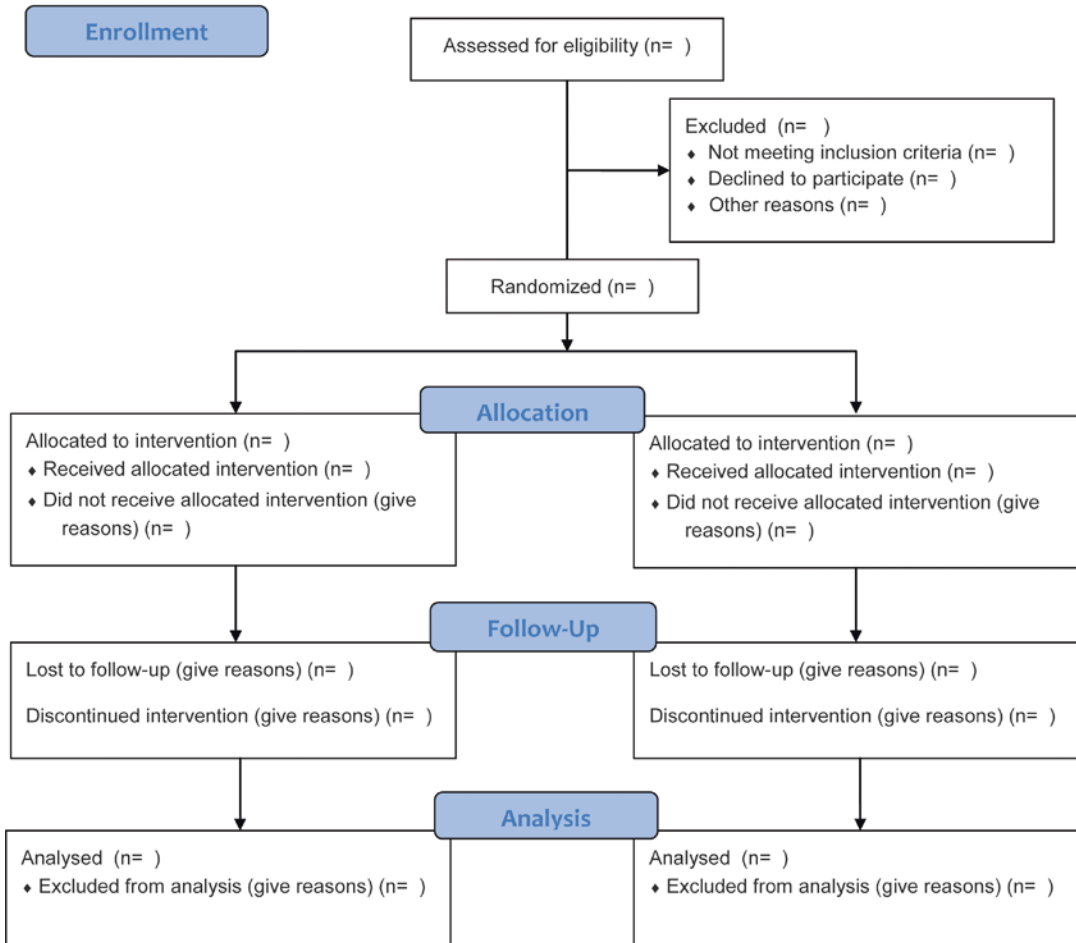 Enrollment
Assessed for eligibility (n=  )
Excluded  (n=   )
♦ Not meeting inclusion criteria (n=  )
♦ Declined to participate (n=  )
♦ Other reasons (n=  )
Randomized (n=  )
Allocation
Allocated to intervention (n=  )
♦ Received allocated intervention (n=  )
♦ Did not receive allocated intervention (give
reasons) (n=  )
Allocated to intervention (n=  )
♦ Received allocated intervention (n=  )
♦ Did not receive allocated intervention (give
reasons) (n=  )
Follow-Up
Lost to follow-up (give reasons) (n=  )
Discontinued intervention (give reasons) (n=  )
Lost to follow-up (give reasons) (n=  )
Discontinued intervention (give reasons) (n=  )
Analysis
Analysed  (n=  )
♦ Excluded from analysis (give reasons) (n=  )
Analysed  (n=  )
♦ Excluded from analysis (give reasons) (n=  )